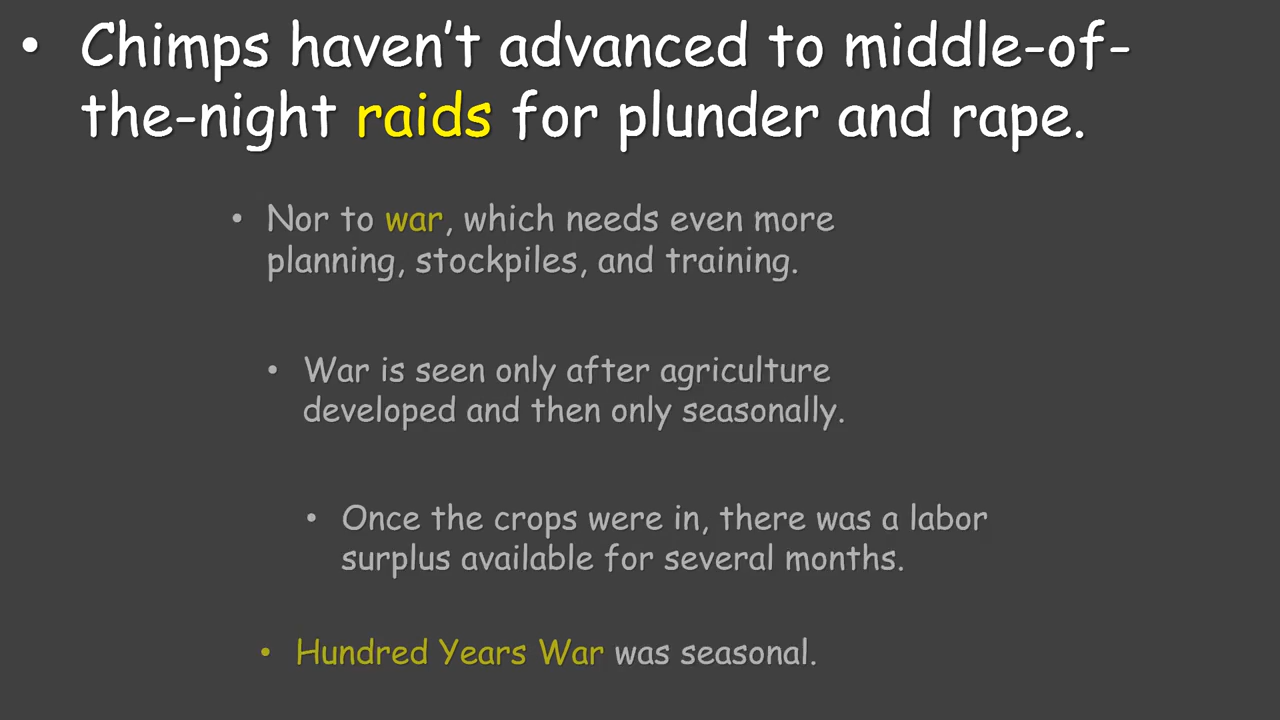 • Chimps haven't advanced to middle-of-
the-night raids for plunder and rape.
• Nor to war, which needs even more
planning, stockpiles, and training.
• War is seen only after agriculture
developed and then only seasonally.
• Once the crops were in, there was a labor
surplus available for several months.
• Hundred Years War was seasonal.